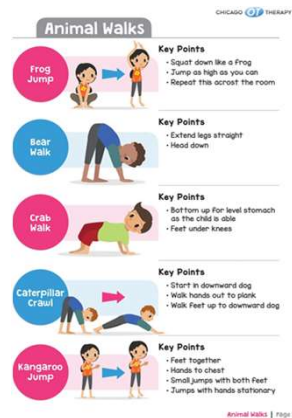 CHICAGO OT THERAPY
Animal Walks
Frog
Jump
Key Points
• Squat down like a frog
• Jump as high as you can
• Repeat this acrost the room
Bear
Walk
Key Points
• Extend legs straight
• Head down
Crab
Walk
Key Points
• Bottom up for level stomach
as the child is able
• Feet under knees
Caterpillar
Crawl
Key Points
• Start in downward dog
• Walk hands out to plank
• Walk feet up to downward dog
Kangaroo
Jump
Key Points
• Feet together
• Hands to chest
• Small jumps with both feet
• Jumps with hands stationary
Animal Walks | Page